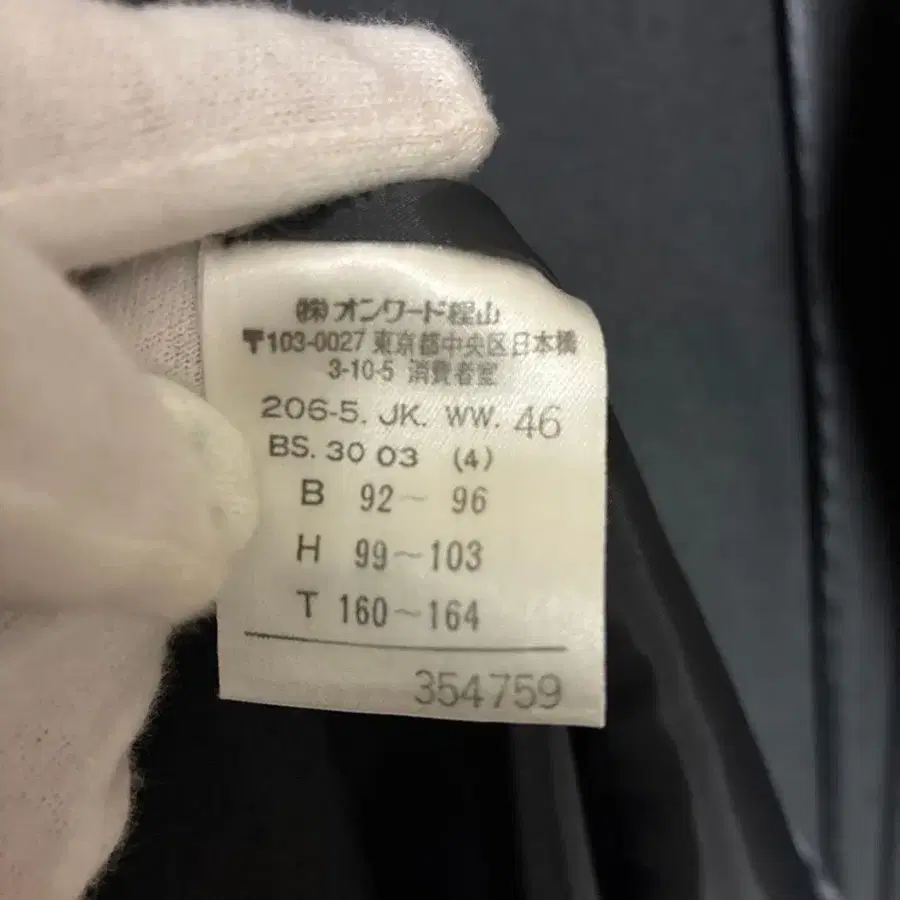 ㈱オンワード樫山
〒103-0027 東京都中央区日本橋
3-10-5 消費者室
206-5. JK. WW. 46
BS. 30 03 (4)
B 92~ 96
H 99~103
T 160~164
354759